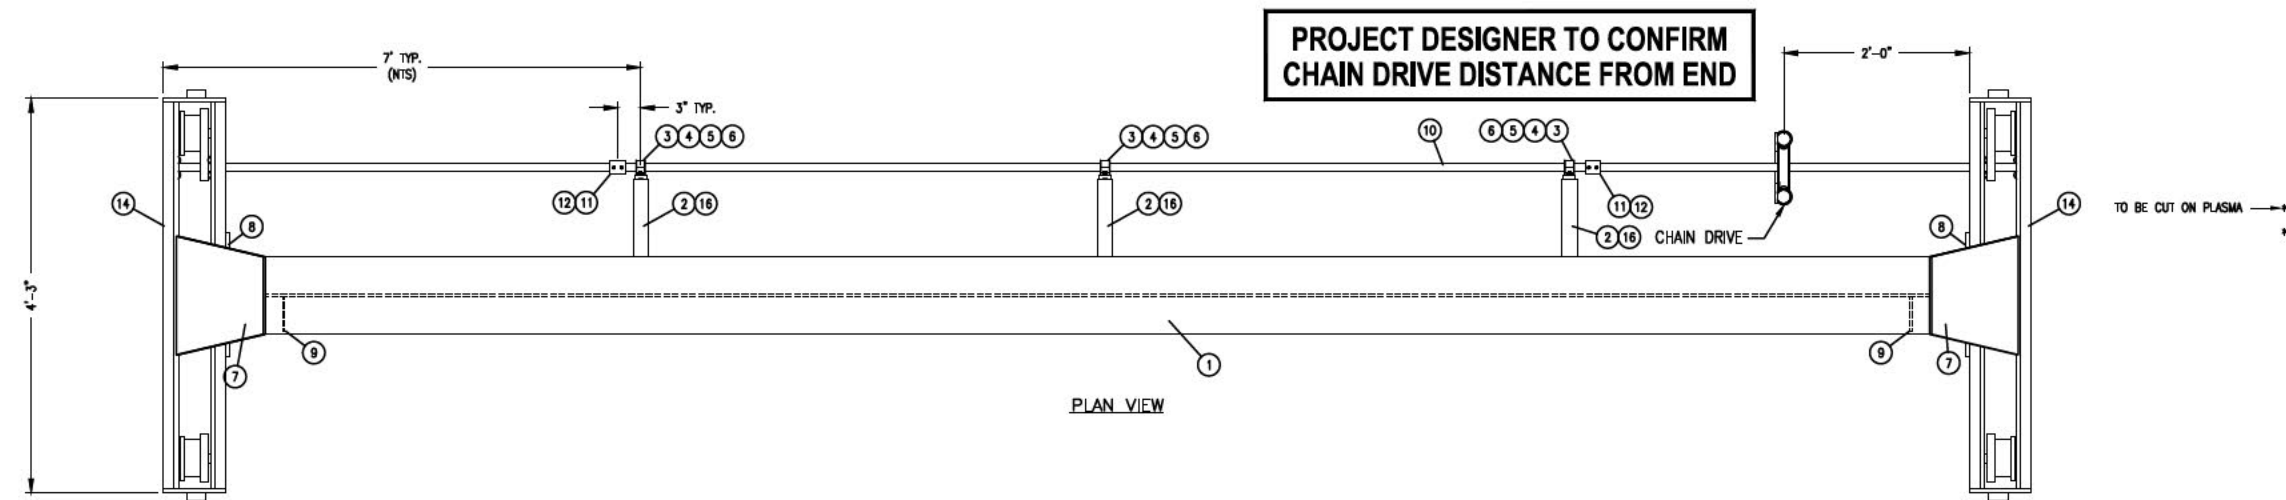 PROJECT DESIGNER TO CONFIRM
CHAIN DRIVE DISTANCE FROM END
7' TYP.
(NTS)
2'-0"
3" TYP.
3 4 5 6
3 4 5 6
10
6 5 4 3
12 11
2 16
2 16
11 12
2 16
CHAIN DRIVE
14
8
8
14
TO BE CUT ON PLASMA
*
*
4'-3"
7
9
1
9
7
PLAN VIEW